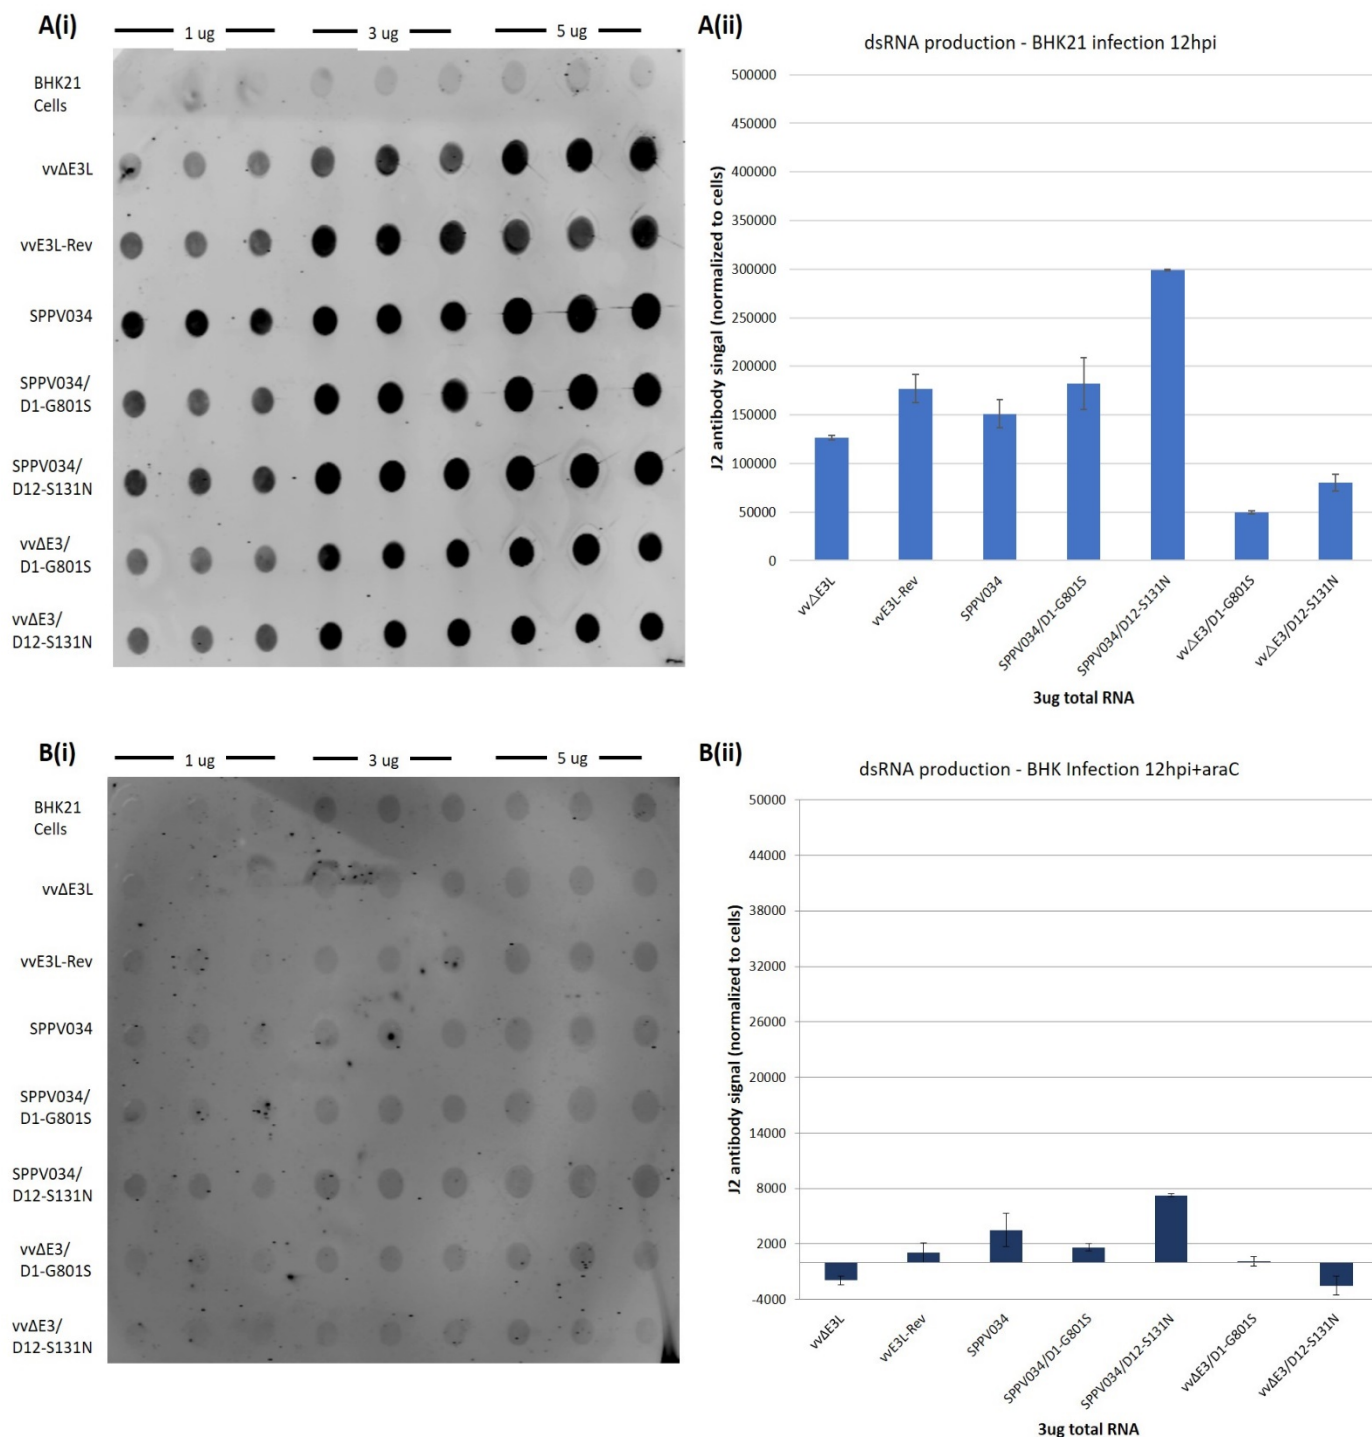 A(i)
1 ug
3 ug
5 ug
BHK21
Cells
vvΔE3L
vvE3L-Rev
SPPV034
SPPV034/
D1-G801S
SPPV034/
D12-S131N
vvΔE3/
D1-G801S
vvΔE3/
D12-S131N
A(ii)
dsRNA production - BHK21 infection 12hpi
J2 antibody singal (normalized to cells)
500000
450000
400000
350000
300000
250000
200000
150000
100000
50000
0
vv△E3L
vvE3L-Rev
SPPV034
SPPV034/D1-G801S
SPPV034/D12-S131N
vv△E3/D1-G801S
vv△E3/D12-S131N
3ug total RNA
B(i)
1 ug
3 ug
5 ug
BHK21
Cells
vvΔE3L
vvE3L-Rev
SPPV034
SPPV034/
D1-G801S
SPPV034/
D12-S131N
vvΔE3/
D1-G801S
vvΔE3/
D12-S131N
B(ii)
dsRNA production - BHK Infection 12hpi+araC
J2 antibody signal (normalized to cells)
50000
44000
38000
32000
26000
20000
14000
8000
2000
-4000
vvΔE3L
vvE3L-Rev
SPPV034
SPPV034/D1-G801S
SPPV034/D12-S131N
vvΔE3/D1-G801S
vvΔE3/D12-S131N
3ug total RNA